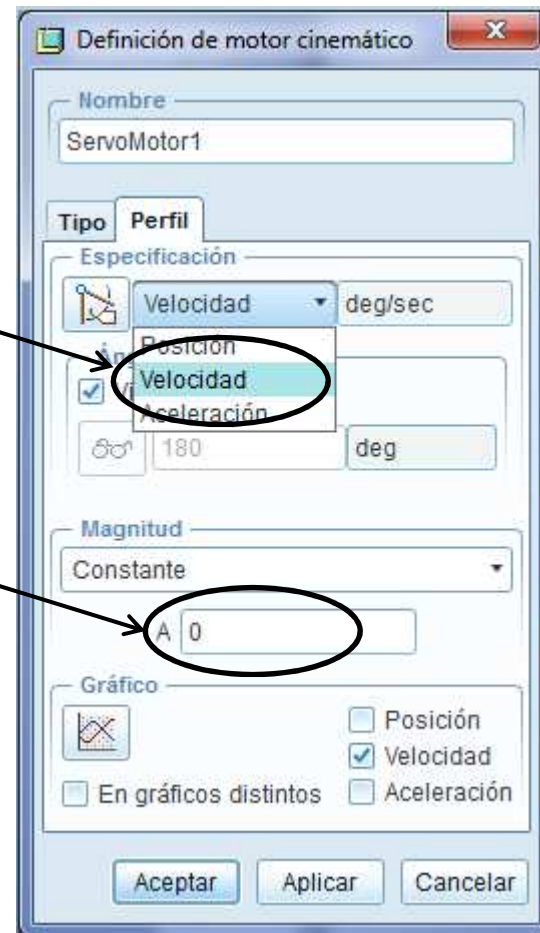 Definición de motor cinemático
Nombre
ServoMotor1
Tipo Perfil
Especificación
Velocidad deg/sec
Posición
Velocidad
Aceleración
180 deg
Magnitud
Constante
A 0
Gráfico
Posición
Velocidad
En gráficos distintos Aceleración
Aceptar Aplicar Cancelar